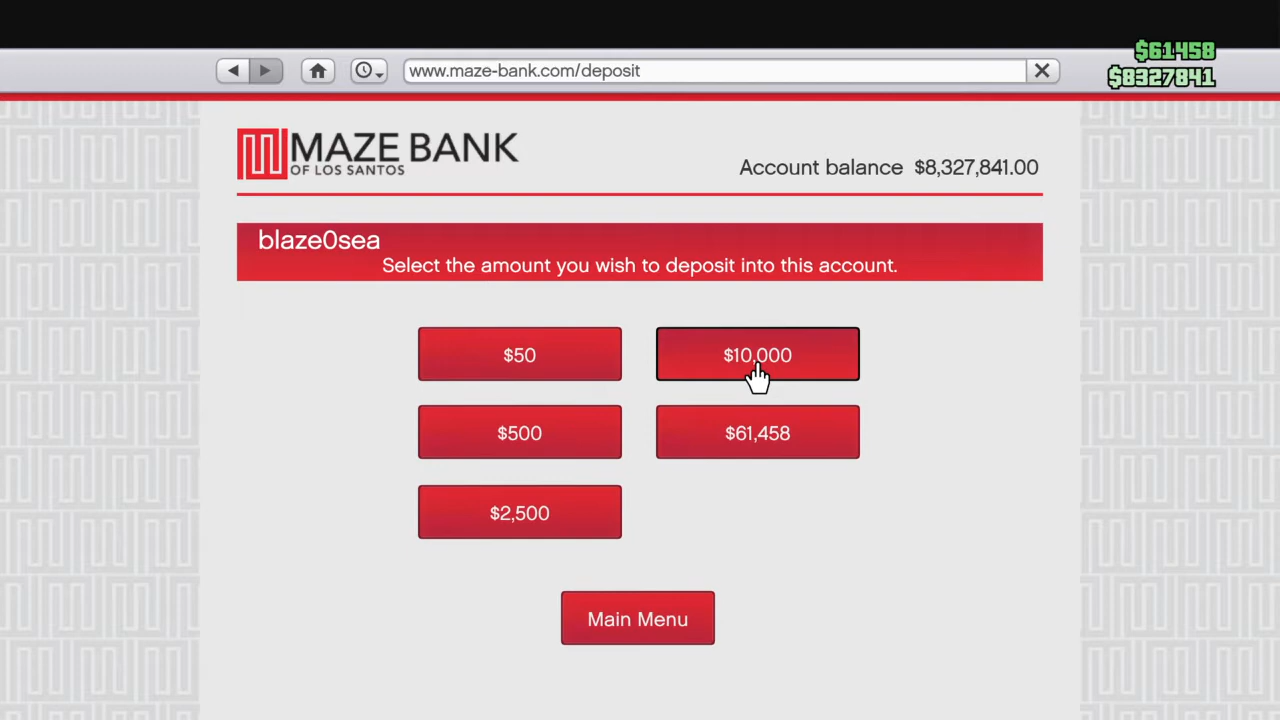 $61458
$8327841
www.maze-bank.com/deposit
MAZE BANK
OF LOS SANTOS
Account balance $8,327,841.00
blaze0sea
Select the amount you wish to deposit into this account.
$50
$10,000
$500
$61,458
$2,500
Main Menu